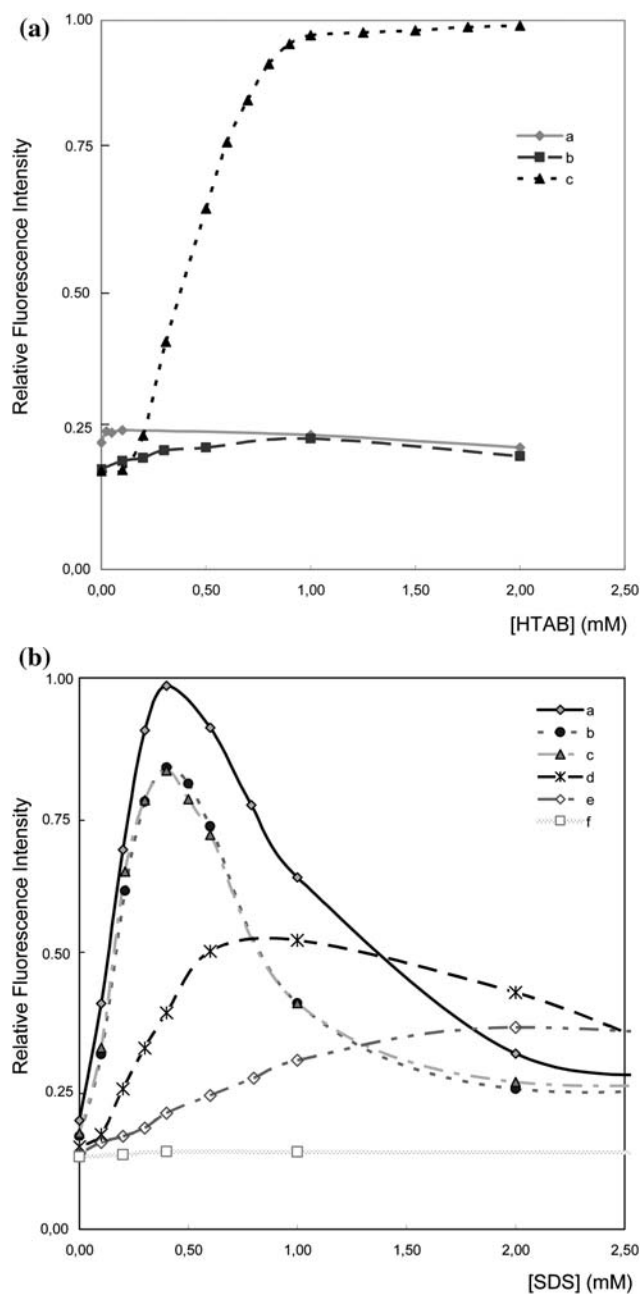 (a)
1.00
0.75
0.50
0.25
0,00
Relative Fluorescence Intensity
a
b
c
0,00 0,50 1,00 1,50 2,00 2,50
[HTAB] (mM)
(b)
1.00
0.75
0.50
0.25
0,00
Relative Fluorescence Intensity
a
b
c
d
e
f
0,00 0,50 1,00 1,50 2,00 2,50
[SDS] (mM)